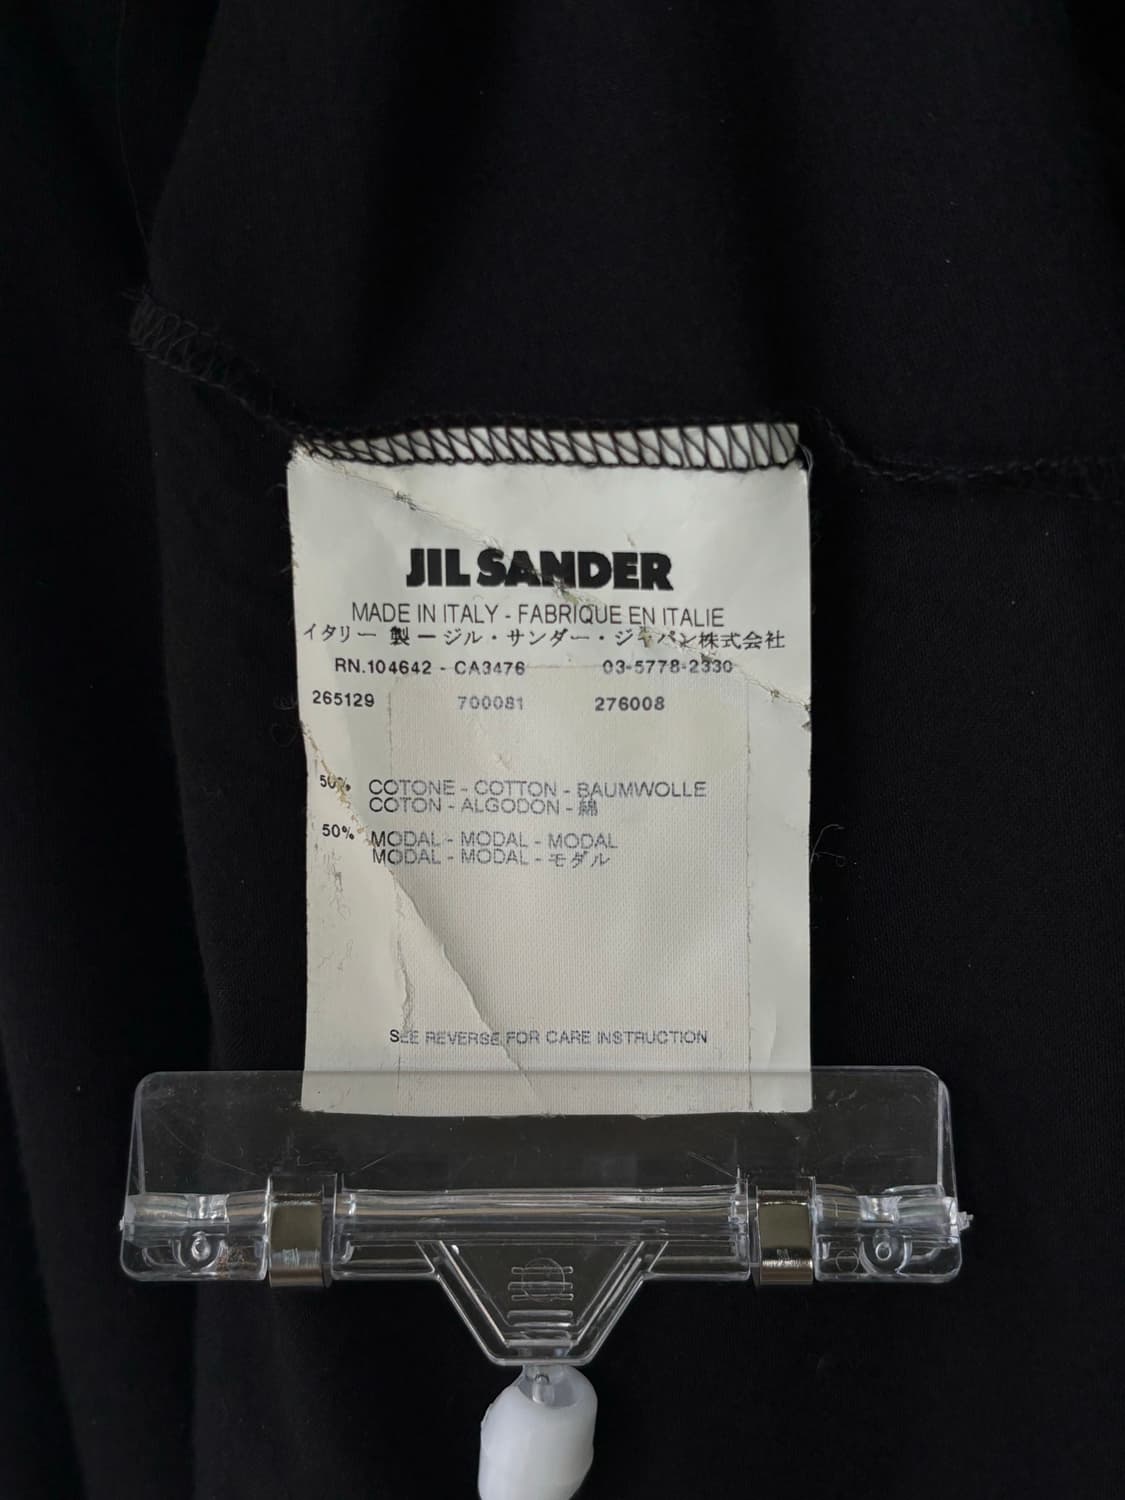 JIL SANDER
MADE IN ITALY - FABRIQUE EN ITALIE
イタリー 製 ー ジル・サンダー・ジャパン株式会社
RN.104642 - CA3476 03-5778-2330
265129 700081 276008
50% COTONE - COTTON - BAUMWOLLE
COTON - ALGODON - 綿
50% MODAL - MODAL - MODAL
MODAL - MODAL - モダル
SEE REVERSE FOR CARE INSTRUCTION